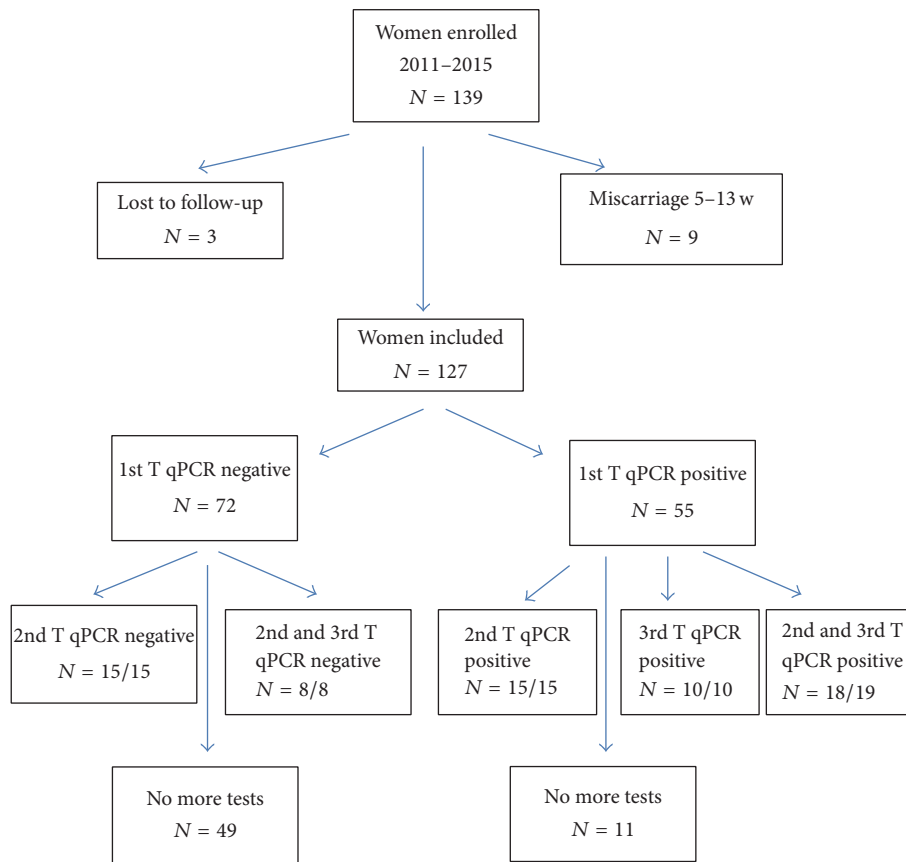 Women enrolled
2011–2015
N = 139
Lost to follow-up
N = 3
Miscarriage 5–13 w
N = 9
Women included
N = 127
1st T qPCR negative
N = 72
1st T qPCR positive
N = 55
2nd T qPCR negative
N = 15/15
2nd and 3rd T
qPCR negative
N = 8/8
2nd T qPCR
positive
N = 15/15
3rd T qPCR
positive
N = 10/10
2nd and 3rd T
qPCR positive
N = 18/19
No more tests
N = 49
No more tests
N = 11